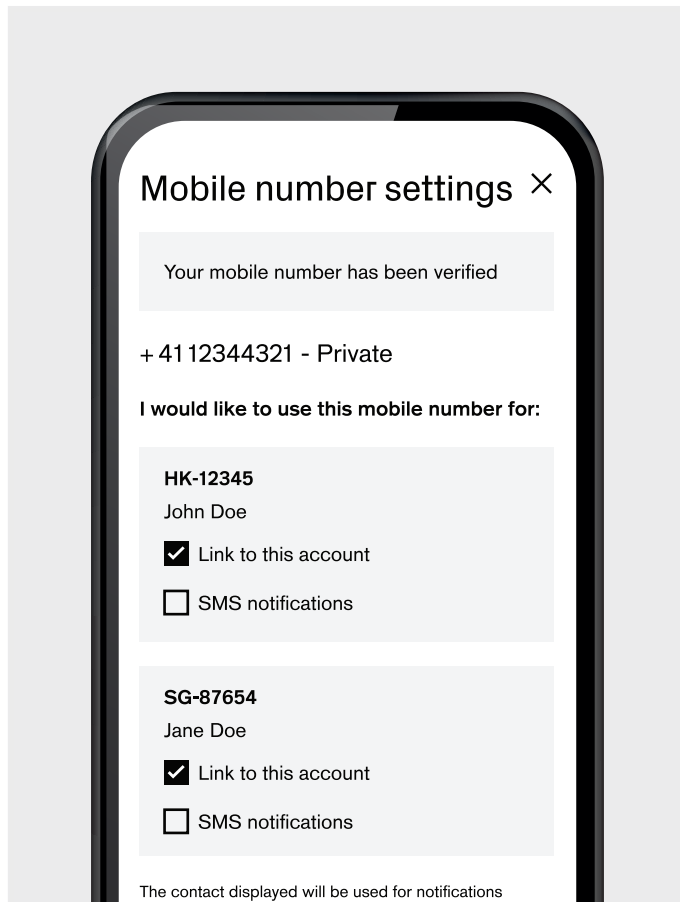 Mobile number settings
Your mobile number has been verified
+4112344321 - Private
I would like to use this mobile number for:
HK-12345
John Doe
Link to this account
SMS notifications
SG-87654
Jane Doe
Link to this account
SMS notifications
The contact displayed will be used for notifications